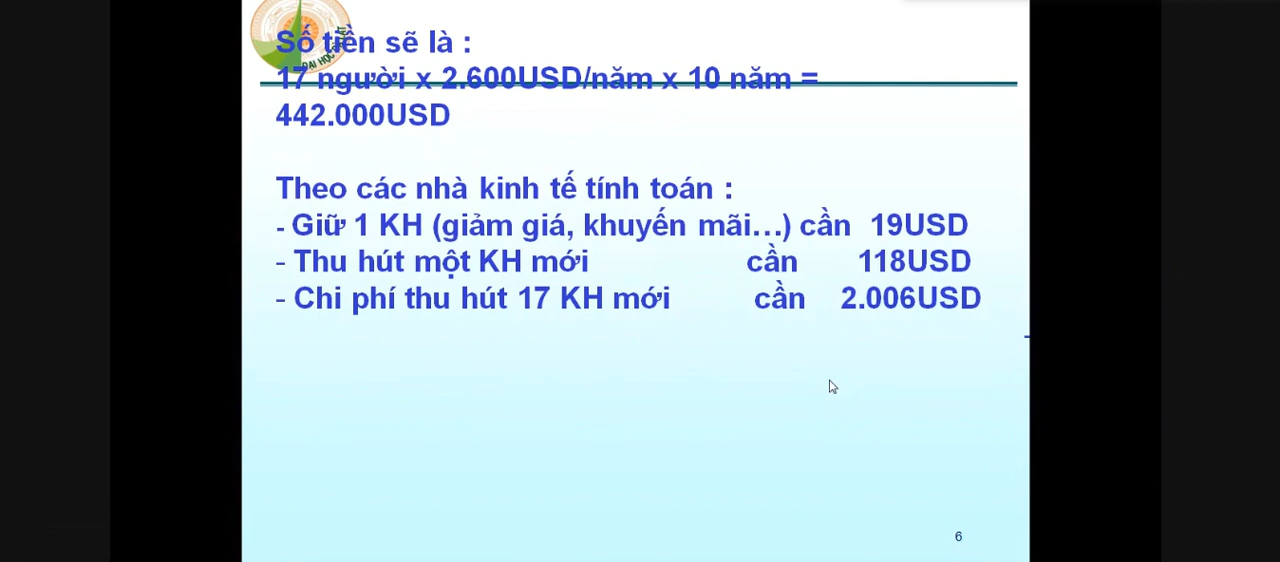 Số tiền sẽ là :
17 người x 2.600USD/năm x 10 năm =
442.000USD
Theo các nhà kinh tế tính toán :
- Giữ 1 KH (giảm giá, khuyến mãi...) cần 19USD
- Thu hút một KH mới cần 118USD
- Chi phí thu hút 17 KH mới cần 2.006USD
6